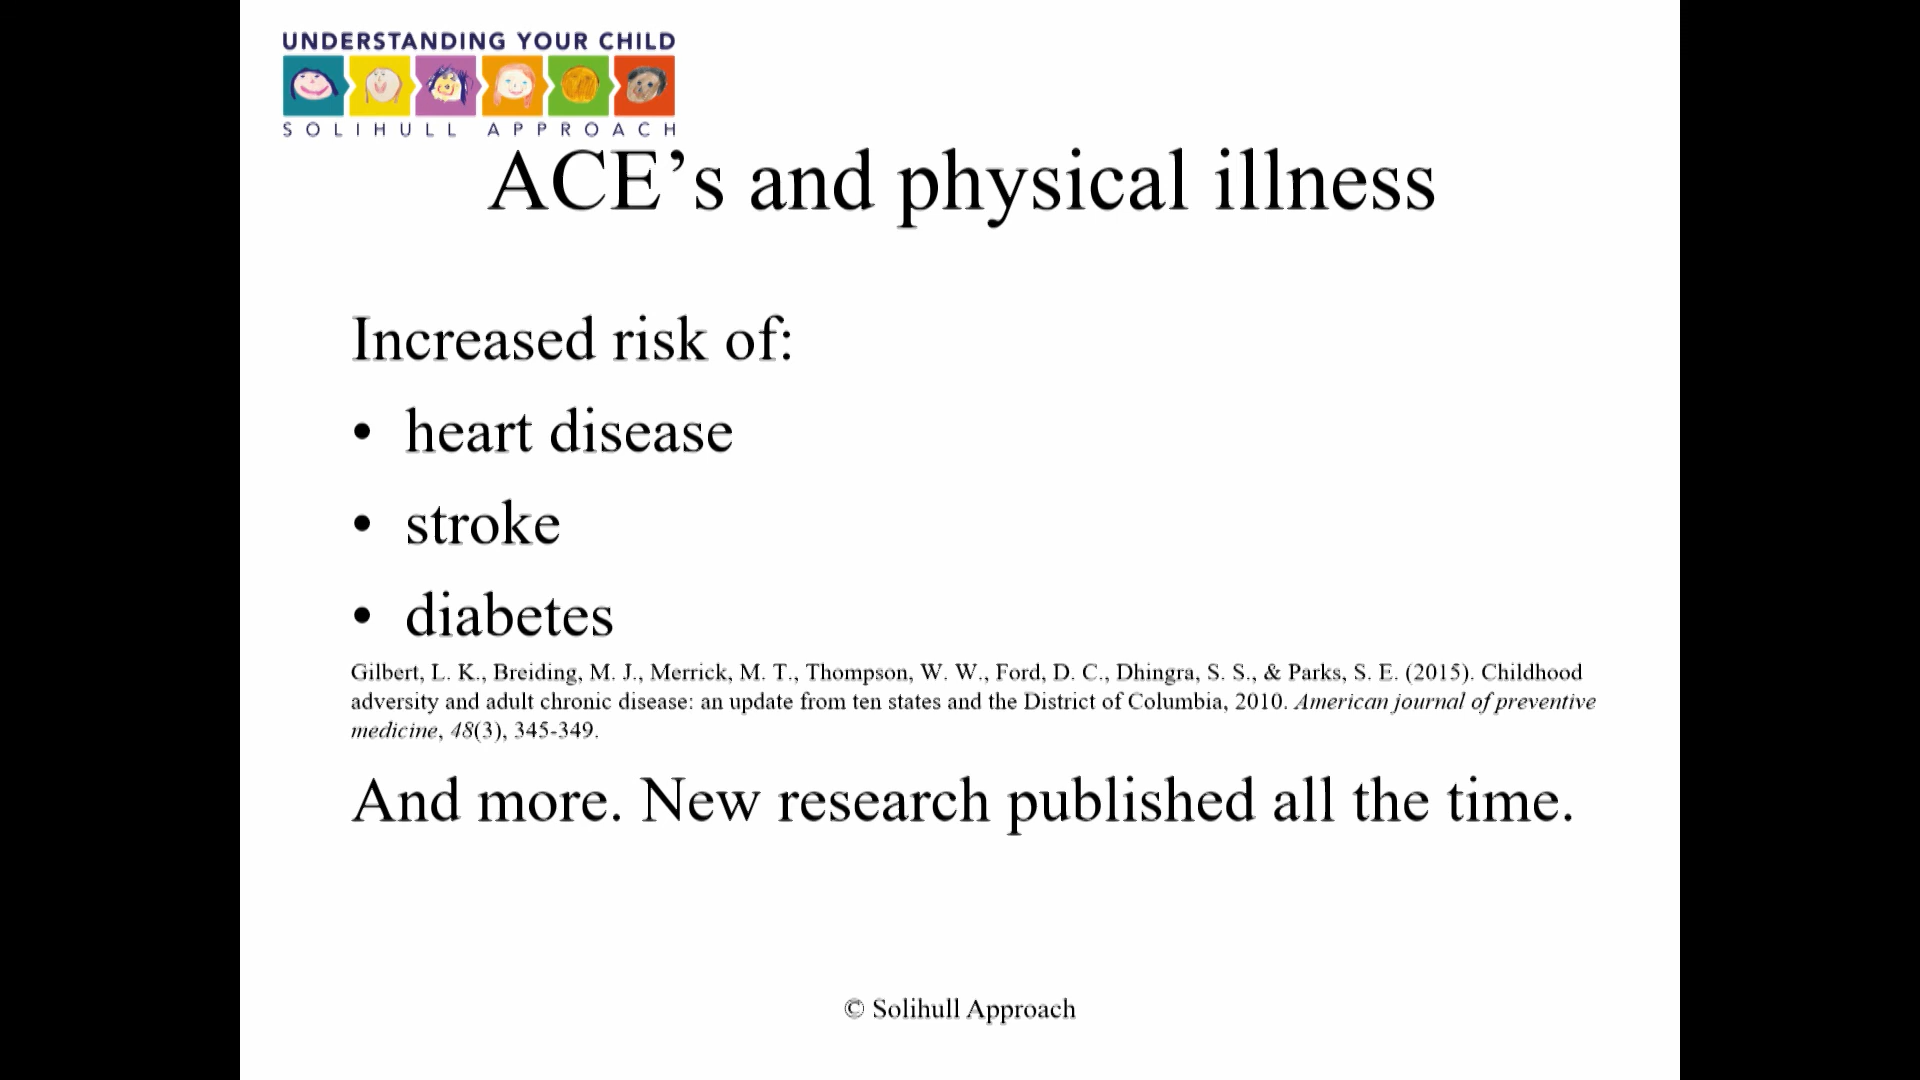 UNDERSTANDING YOUR CHILD
SOLIHULL APPROACH
ACE’s and physical illness
Increased risk of:
• heart disease
• stroke
• diabetes
Gilbert, L. K., Breiding, M. J., Merrick, M. T., Thompson, W. W., Ford, D. C., Dhingra, S. S., & Parks, S. E. (2015). Childhood
adversity and adult chronic disease: an update from ten states and the District of Columbia, 2010. American journal of preventive
medicine, 48(3), 345-349.
And more. New research published all the time.
© Solihull Approach